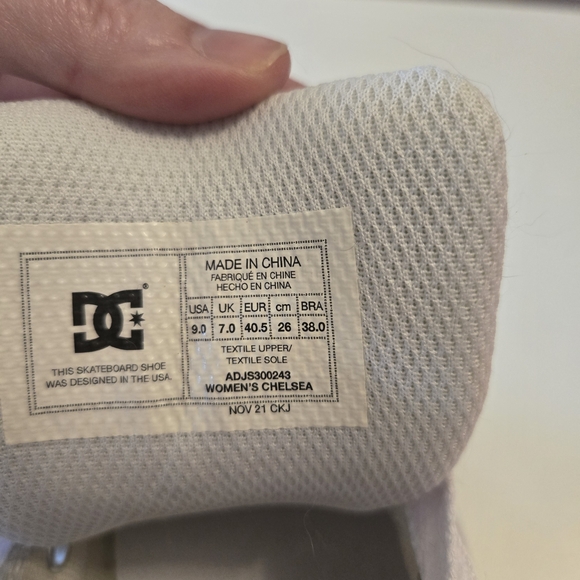 DC®
THIS SKATEBOARD SHOE
WAS DESIGNED IN THE USA.
MADE IN CHINA
FABRIQUÉ EN CHINE
HECHO EN CHINA
USA UK EUR cm BRA
9.0 7.0 40.5 26 38.0
TEXTILE UPPER/
TEXTILE SOLE
ADJS300243
WOMEN'S CHELSEA
NOV 21 CKJ